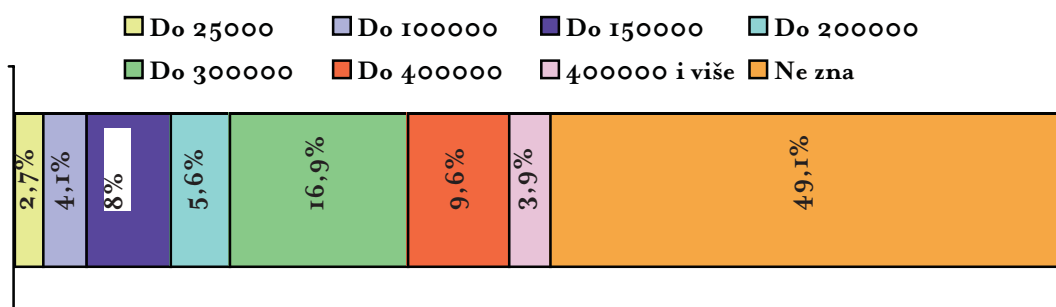 Do 25000 Do 100000 Do 150000 Do 200000
Do 300000 Do 400000 400000 i više Ne zna
2,7% 4,1% 8% 5,6% 16,9% 9,6% 3,9% 49,1%